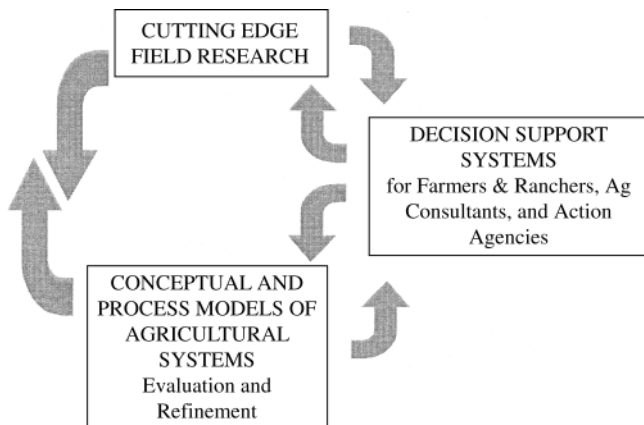 CUTTING EDGE
FIELD RESEARCH
DECISION SUPPORT
SYSTEMS
for Farmers & Ranchers, Ag
Consultants, and Action
Agencies
CONCEPTUAL AND
PROCESS MODELS OF
AGRICULTURAL
SYSTEMS
Evaluation and
Refinement